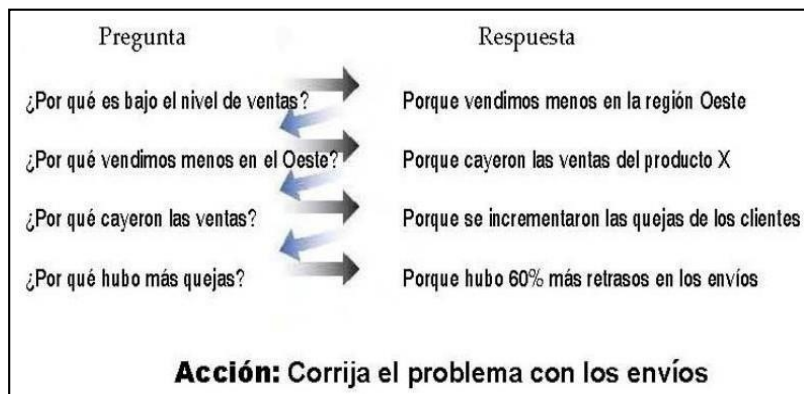 Pregunta Respuesta
¿Por qué es bajo el nivel de ventas? Porque vendimos menos en la región Oeste
¿Por qué vendimos menos en el Oeste? Porque cayeron las ventas del producto X
¿Por qué cayeron las ventas? Porque se incrementaron las quejas de los clientes
¿Por qué hubo más quejas? Porque hubo 60% más retrasos en los envíos
Acción: Corrija el problema con los envíos